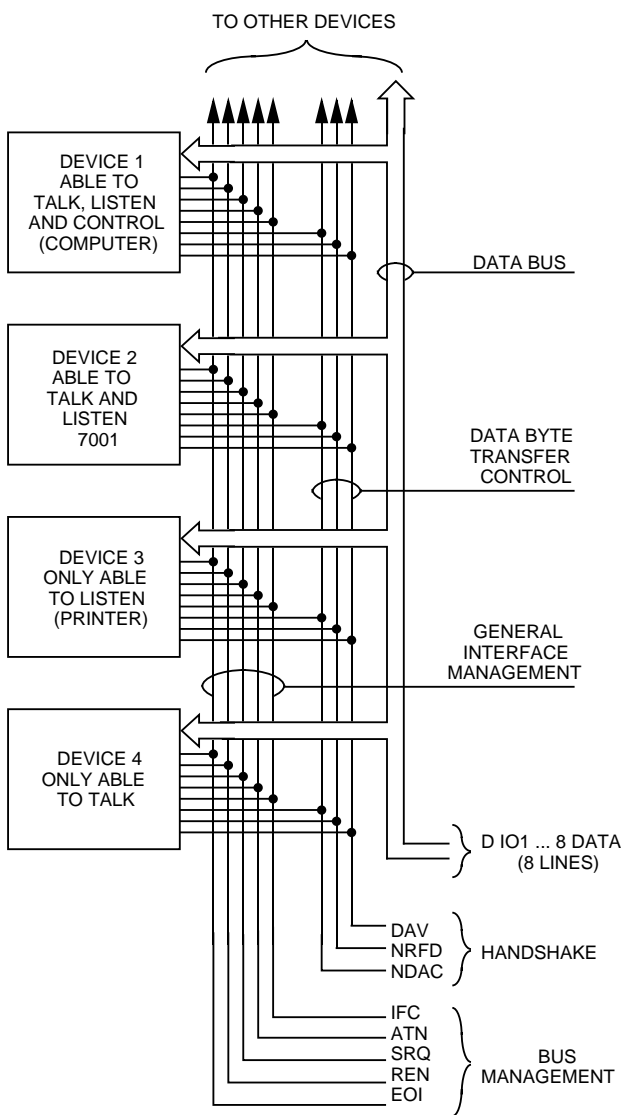 TO OTHER DEVICES
DEVICE 1
ABLE TO
TALK, LISTEN
AND CONTROL
(COMPUTER)
DATA BUS
DEVICE 2
ABLE TO
TALK AND
LISTEN
7001
DATA BYTE
TRANSFER
CONTROL
DEVICE 3
ONLY ABLE
TO LISTEN
(PRINTER)
GENERAL
INTERFACE
MANAGEMENT
DEVICE 4
ONLY ABLE
TO TALK
D IO1 ... 8 DATA
(8 LINES)
DAV
NRFD
NDAC
HANDSHAKE
IFC
ATN
SRQ
REN
EOI
BUS
MANAGEMENT